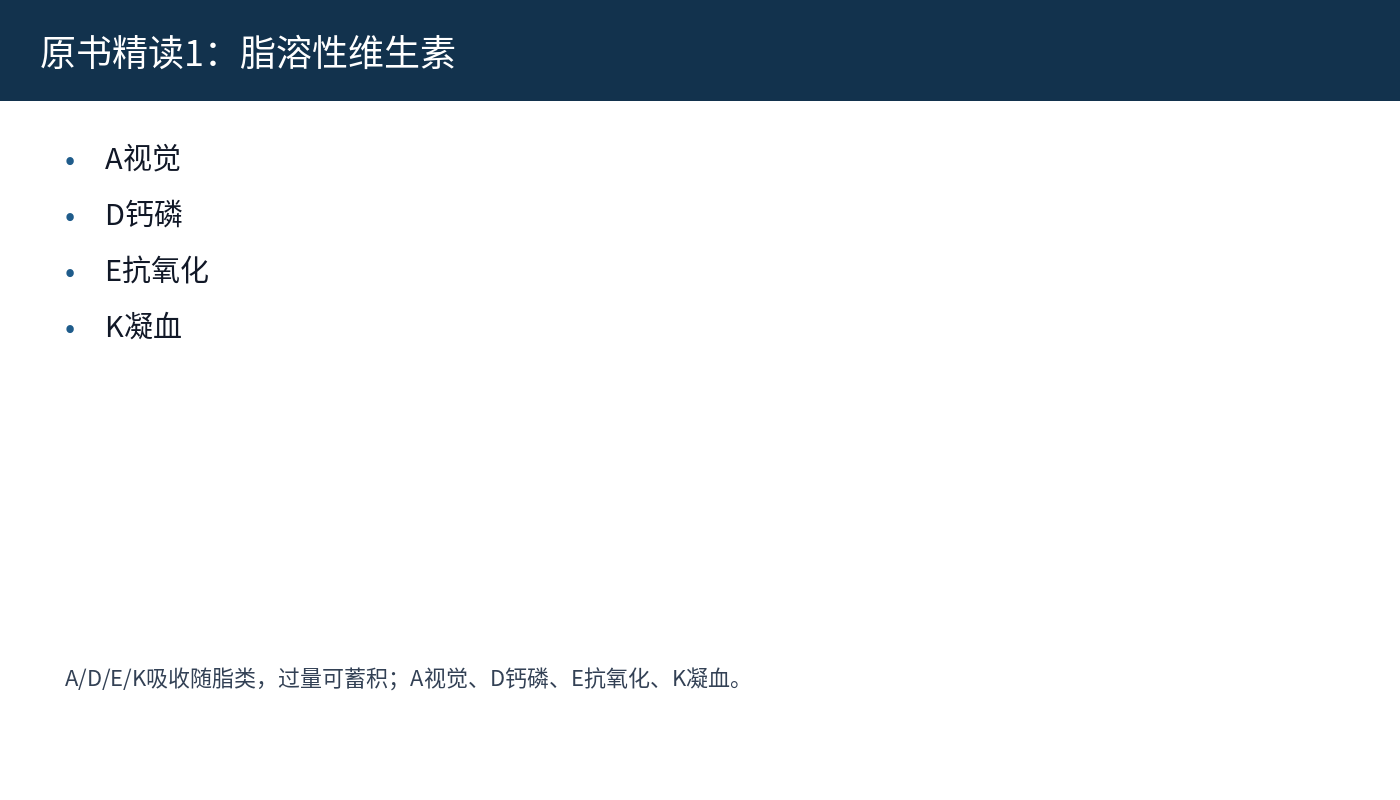 原书精读1：脂溶性维生素
• A视觉
• D钙磷
• E抗氧化
• K凝血
A/D/E/K吸收随脂类，过量可蓄积；A视觉、D钙磷、E抗氧化、K凝血。